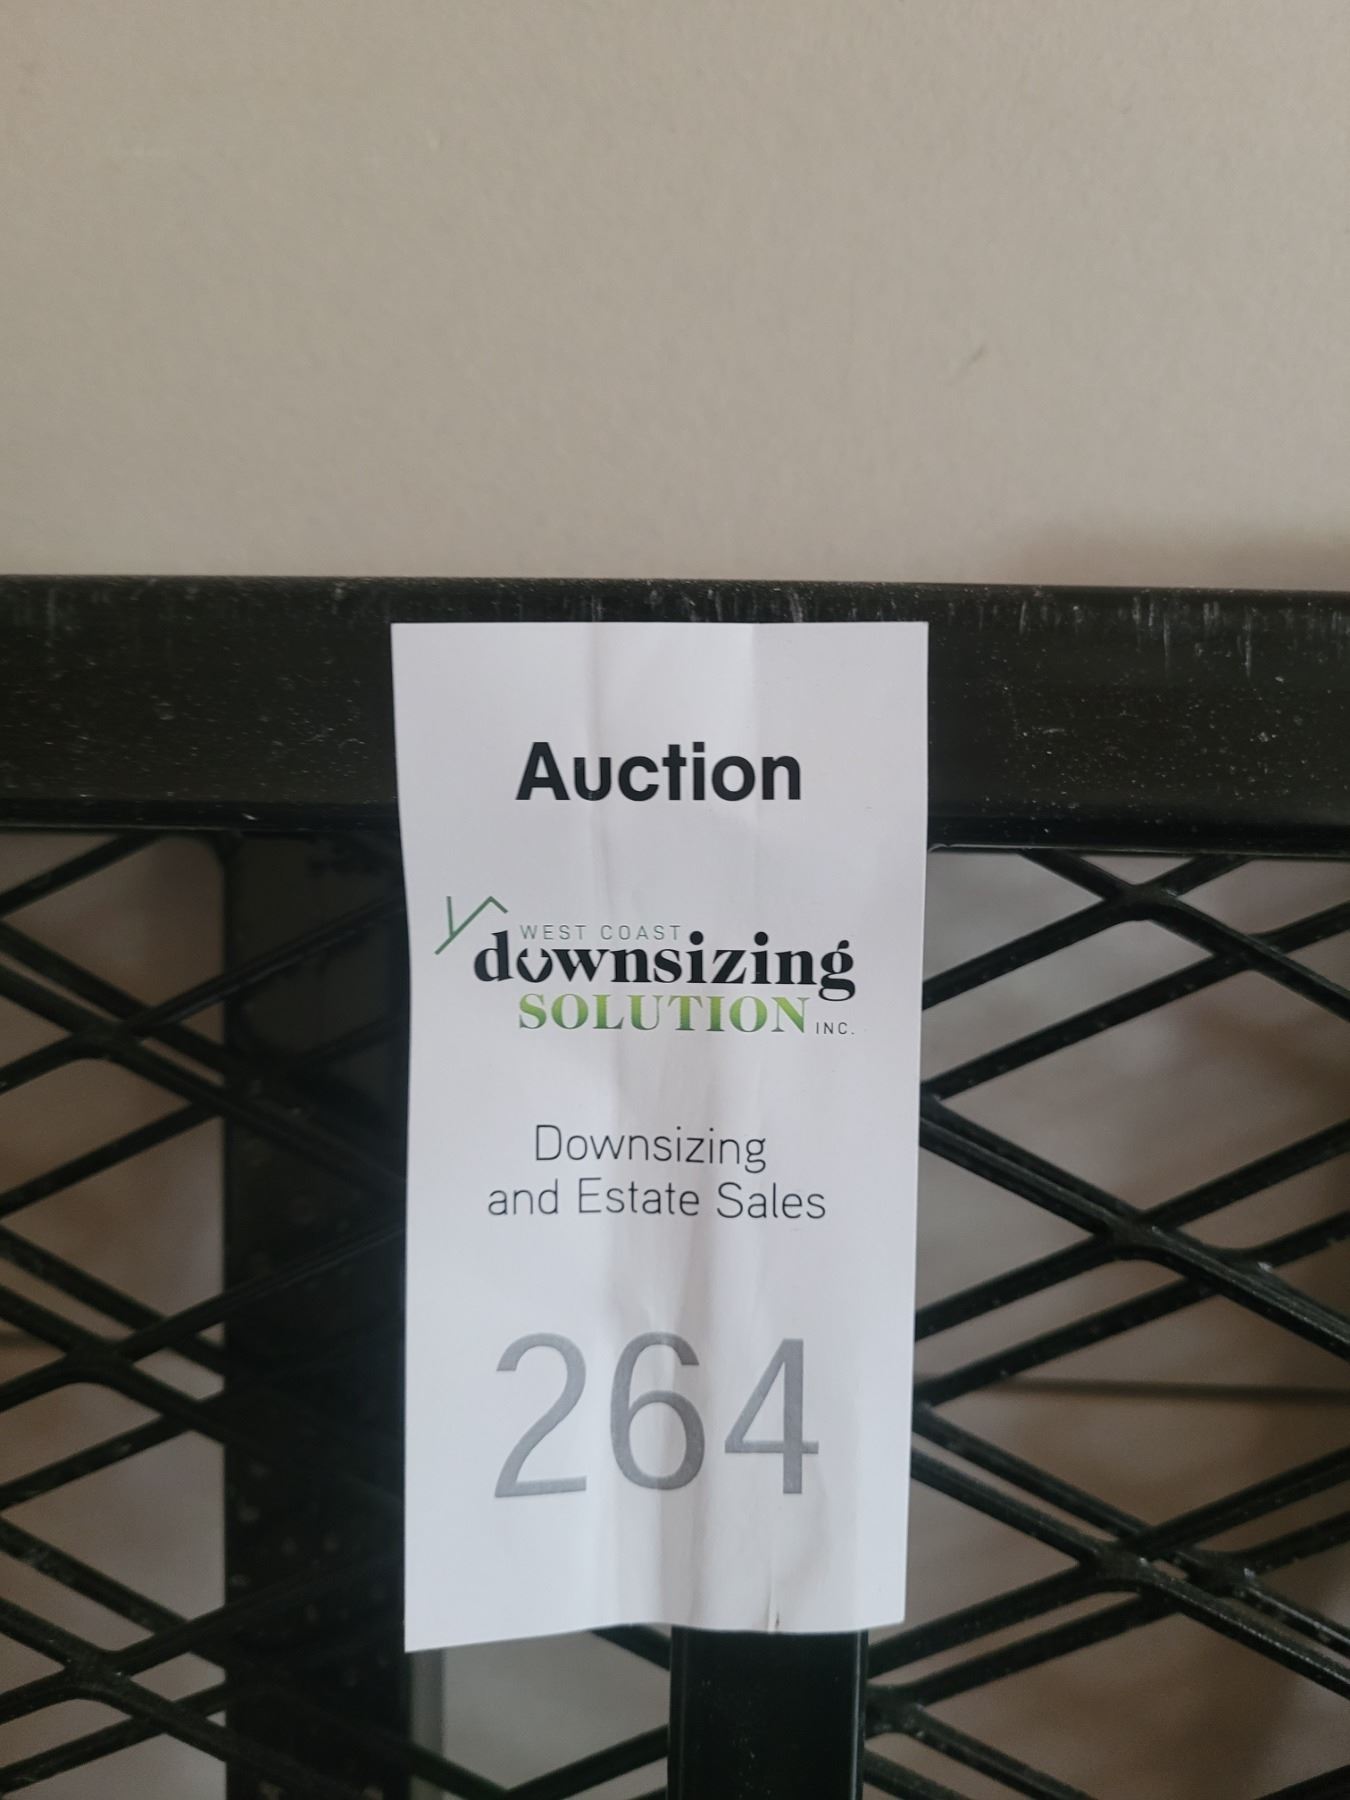 Auction
WEST COAST
downsizing
SOLUTION INC.
Downsizing
and Estate Sales
264